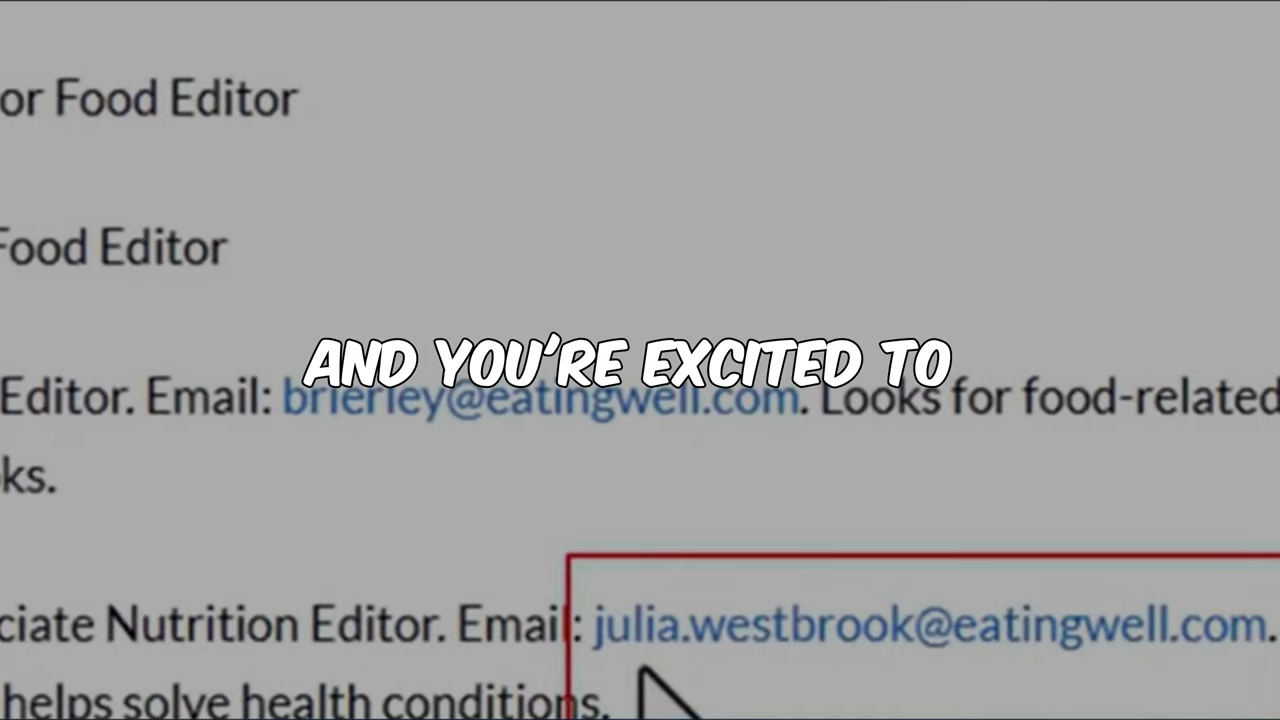 or Food Editor
Food Editor
AND YOU'RE EXCITED TO
Editor. Email: brierley@eatingwell.com. Looks for food-related
oks.
ciate Nutrition Editor. Email: julia.westbrook@eatingwell.com.
helps solve health conditions.